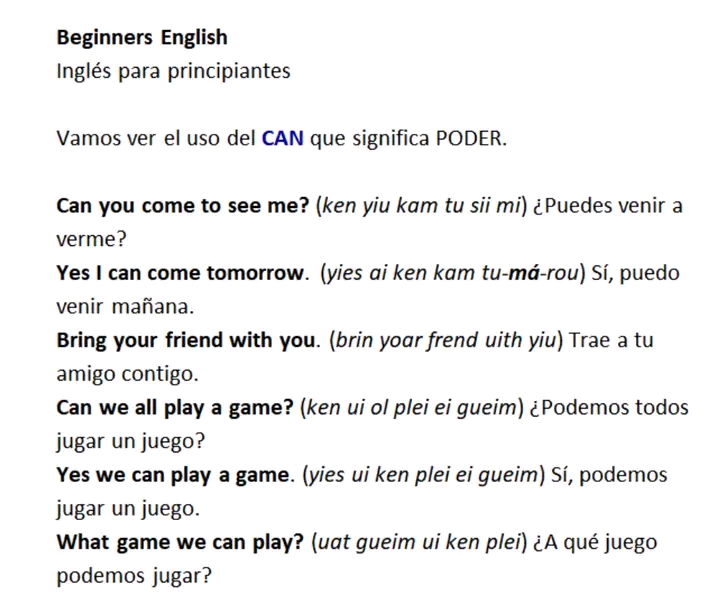 Beginners English
Inglés para principiantes
Vamos ver el uso del CAN que significa PODER.
Can you come to see me? (ken yiu kam tu sii mi) ¿Puedes venir a
verme?
Yes I can come tomorrow. (yies ai ken kam tu-má-rou) Sí, puedo
venir mañana.
Bring your friend with you. (brin yoar frend uith yiu) Trae a tu
amigo contigo.
Can we all play a game? (ken ui ol plei ei gueim) ¿Podemos todos
jugar un juego?
Yes we can play a game. (yies ui ken plei ei gueim) Sí, podemos
jugar un juego.
What game we can play? (uat gueim ui ken plei) ¿A qué juego
podemos jugar?